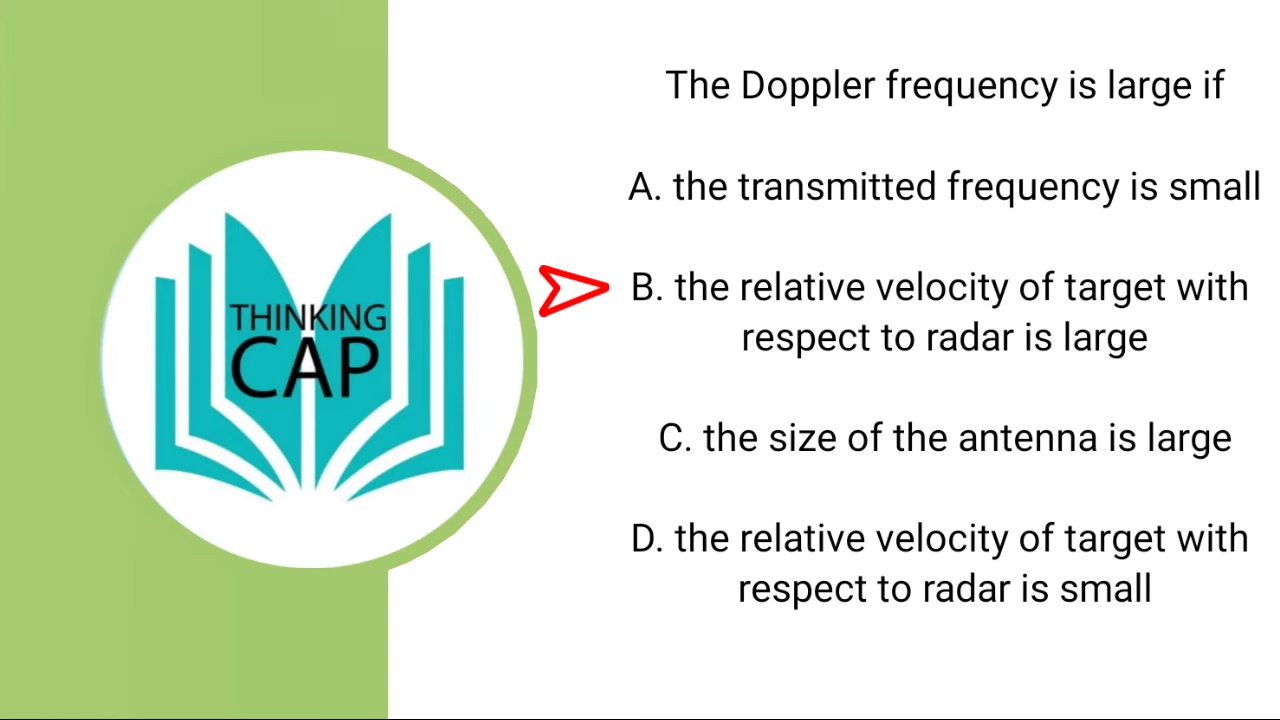 THINKING
CAP
The Doppler frequency is large if
A. the transmitted frequency is small
B. the relative velocity of target with
respect to radar is large
C. the size of the antenna is large
D. the relative velocity of target with
respect to radar is small